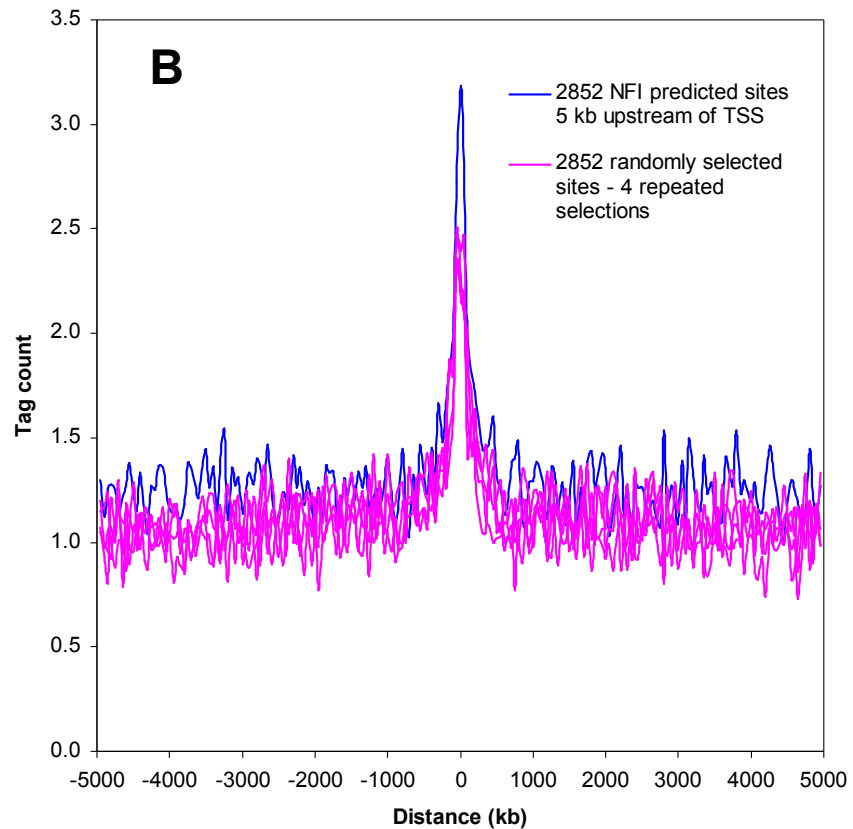 B
3.5
3.0
2.5
2.0
1.5
1.0
0.5
0.0
Tag count
2852 NFI predicted sites
5 kb upstream of TSS
2852 randomly selected
sites - 4 repeated
selections
-5000 -4000 -3000 -2000 -1000 0 1000 2000 3000 4000 5000
Distance (kb)